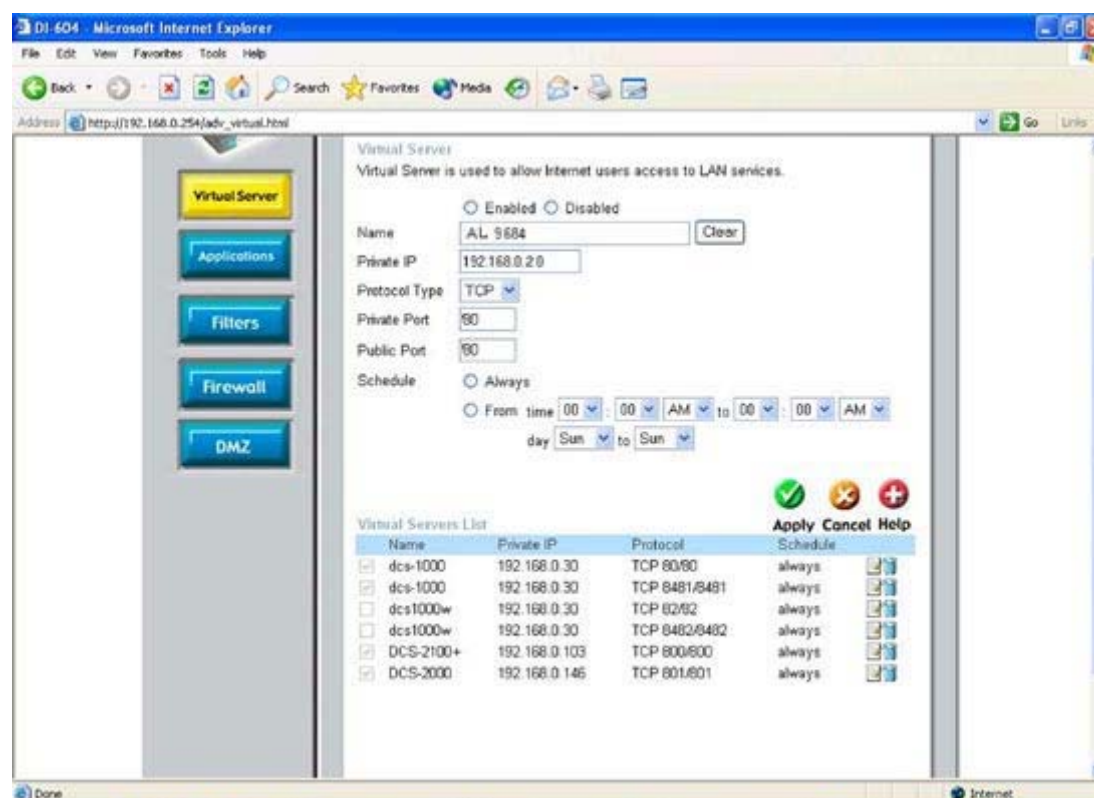 DI-604 - Microsoft Internet Explorer
File Edit View Favorites Tools Help
Back Search Favorites Media
Address http://192.168.0.254/adv_virtual.html Go Links
Virtual Server
Applications
Filters
Firewall
DMZ
Virtual Server
Virtual Server is used to allow Internet users access to LAN services.
Enabled Disabled
Name AL 9684 Clear
Private IP 192.168.0.20
Protocol Type TCP
Private Port 80
Public Port 80
Schedule Always
From time 00 : 00 AM to 00 : 00 AM
day Sun to Sun
Apply Cancel Help
Virtual Servers List
Name Private IP Protocol Schedule
dcs-1000 192.168.0.30 TCP 80/80 always
dcs-1000 192.168.0.30 TCP 8481/8481 always
dcs1000w 192.168.0.30 TCP 82/82 always
dcs1000w 192.168.0.30 TCP 8482/8482 always
DCS-2100+ 192.168.0.103 TCP 800/800 always
DCS-2000 192.168.0.146 TCP 801/801 always
Done Internet